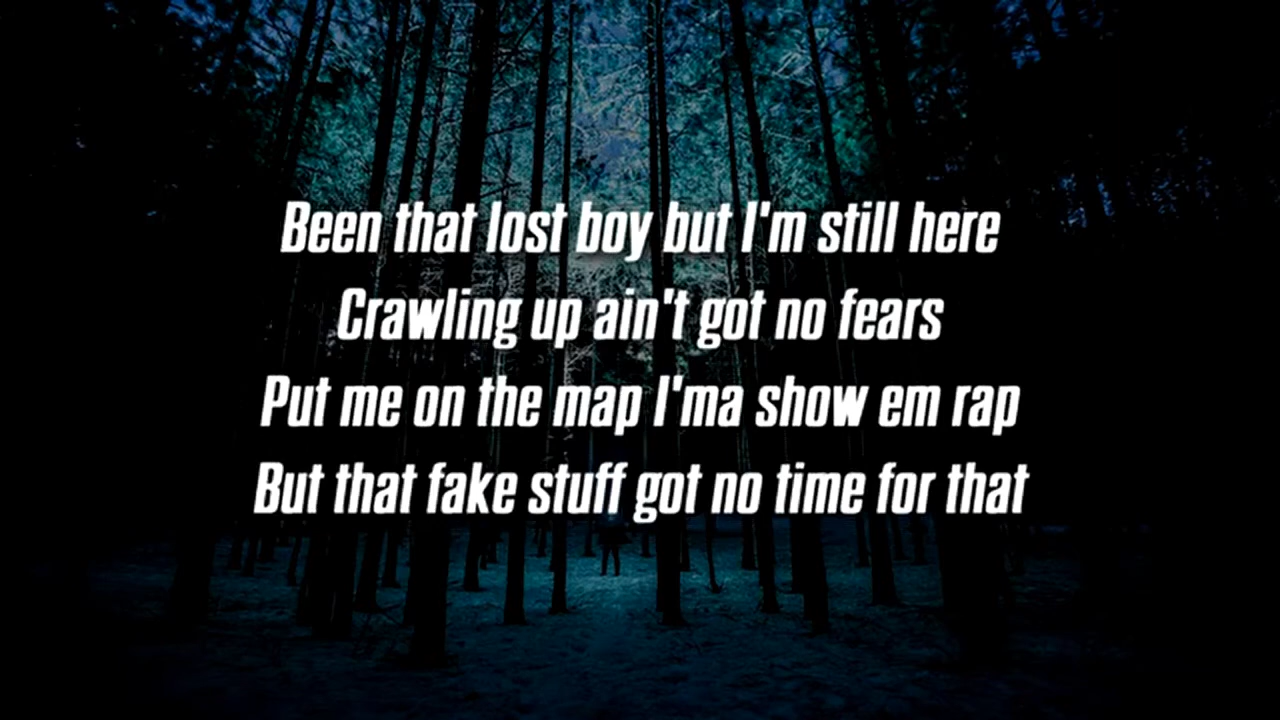 Been that lost boy but I'm still here
Crawling up ain't got no fears
Put me on the map I'ma show em rap
But that fake stuff got no time for that